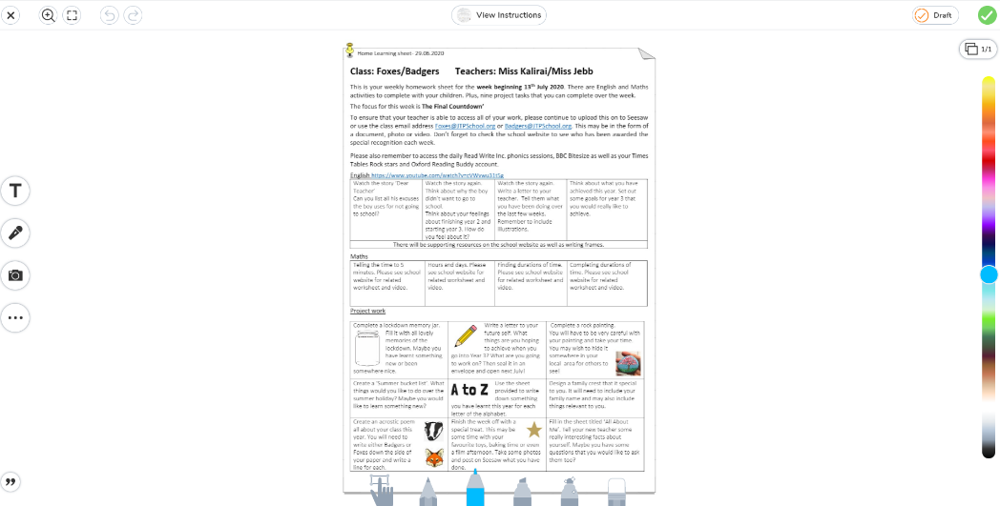 View Instructions
Draft
1/1
Home Learning sheet- 29.06.2020
Class: Foxes/Badgers Teachers: Miss Kalirai/Miss Jebb
This is your weekly homework sheet for the week beginning 13th July 2020. There are English and Maths
activities to complete with your children. Plus, nine project tasks that you can complete over the week.
The focus for this week is The Final Countdown'
To ensure that your teacher is able to access all of your work, please continue to upload this on to Seesaw
or use the class email address Foxes@JTPSchool.org or Badgers@JTPSchool.org. This may be in the form of
a document, photo or video. Don't forget to check the school website to see who has been awarded the
special recognition each week.
Please also remember to access the daily Read Write Inc. phonics sessions, BBC Bitesize as well as your Times
Tables Rock stars and Oxford Reading Buddy account.
English
Watch the story 'Dear
Teacher'
Can you list all his excuses
the boy uses for not going
to school?
Watch the story again.
Think about why the boy
didn't want to go to
school.
Think about your feelings
about finishing year 2 and
starting year 3. How do
you feel about it?
Watch the story again.
Write a letter to your
teacher. Tell them what
you have been doing over
the last few weeks.
Remember to include
illustrations.
Think about what you have
achieved this year. Set out
some goals for year 3 that
you would really like to
achieve.
There will be supporting resources on the school website as well as writing frames.
Maths
Telling the time to 5
minutes. Please see school
website for related
worksheet and video.
Hours and days. Please
see school website for
related worksheet and
video.
Finding durations of time.
Please see school website
for related worksheet and
video.
Completing durations of
time. Please see school
website for related
worksheet and video.
Project work
Complete a lockdown memory jar.
Fill it with all lovely
memories of the
lockdown. Maybe you
have learnt something
new or been
somewhere nice.
Write a letter to your
future self. What
things are you hoping
to achieve when you
go into Year 3? What are you going
to work on? Then seal it in an
envelope and open next July!
Complete a rock painting.
You will have to be very careful with
your painting and take your time.
You may wish to hide it
somewhere in your
local area for others to
see!
Create a 'Summer bucket list'. What
things would you like to do over the
summer holiday? Maybe you would
like to learn something new?
A to Z
Use the sheet
provided to write
down something
you have learnt this year for each
letter of the alphabet.
Design a family crest that it special
to you. It will need to include your
family name and may also include
things relevant to you.
Create an acrostic poem
all about your class this
year. You will need to
write either Badgers or
Foxes down the side of
your paper and write a
line for each.
Finish the week off with a
special treat. This may be
some time with your
favourite toys, baking time or even
a film afternoon. Take some photos
and post on Seesaw what you have
done.
Fill in the sheet titled 'All About
Me'. Tell your new teacher some
really interesting facts about
yourself. Maybe you have some
questions that you would like to ask
them too?